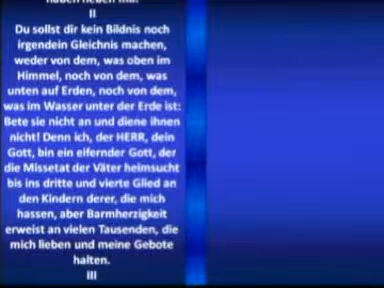 haben neben mir.
II
Du sollst dir kein Bildnis noch
irgendein Gleichnis machen,
weder von dem, was oben im
Himmel, noch von dem, was
unten auf Erden, noch von dem,
was im Wasser unter der Erde ist:
Bete sie nicht an und diene ihnen
nicht! Denn ich, der HERR, dein
Gott, bin ein eifernder Gott, der
die Missetat der Väter heimsucht
bis ins dritte und vierte Glied an
den Kindern derer, die mich
hassen, aber Barmherzigkeit
erweist an vielen Tausenden, die
mich lieben und meine Gebote
halten.
III